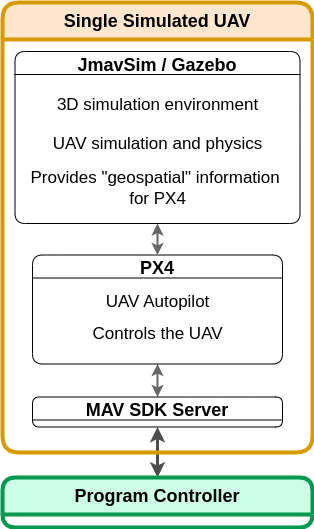 Single Simulated UAV
JmavSim / Gazebo
3D simulation environment
UAV simulation and physics
Provides "geospatial" information
for PX4
PX4
UAV Autopilot
Controls the UAV
MAV SDK Server
Program Controller